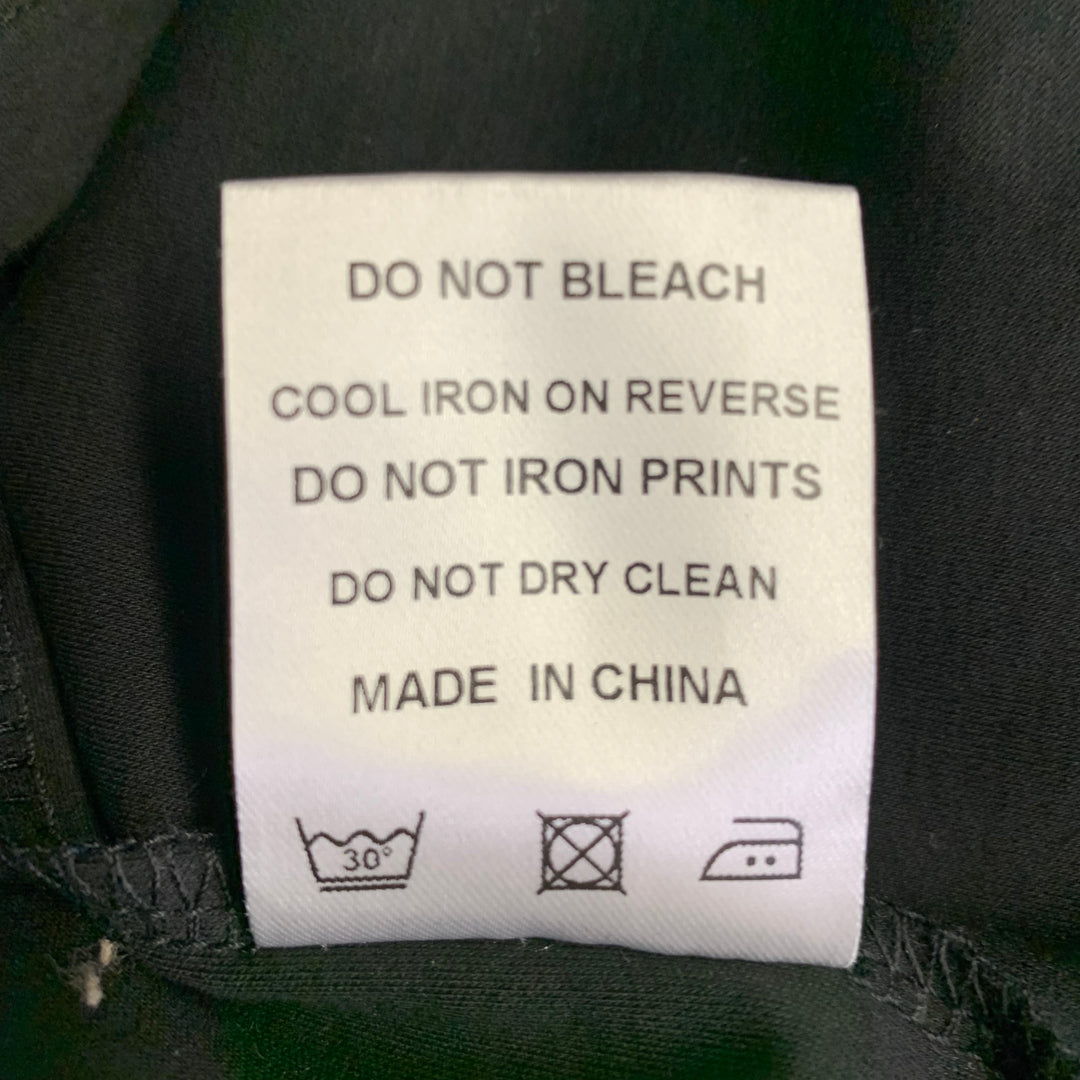 DO NOT BLEACH
COOL IRON ON REVERSE
DO NOT IRON PRINTS
DO NOT DRY CLEAN
MADE IN CHINA
30°